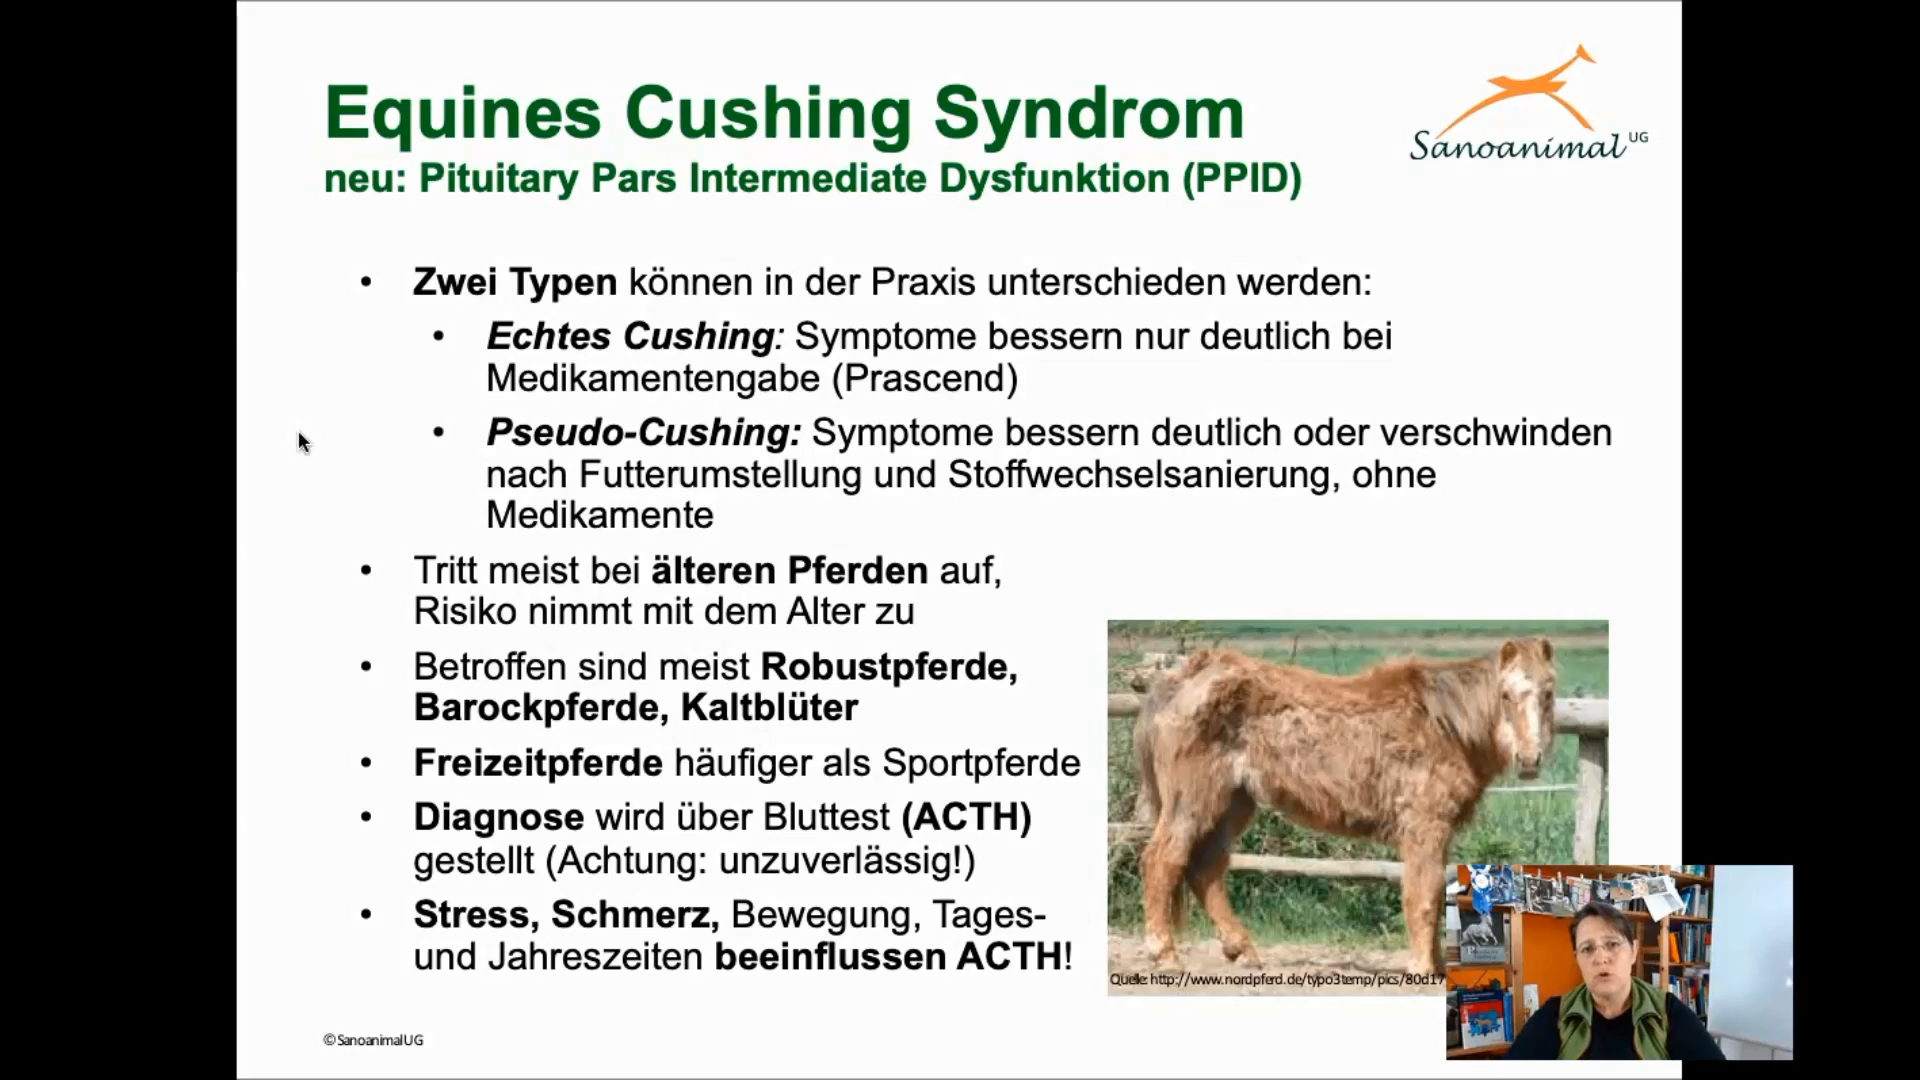 Equines Cushing Syndrom
neu: Pituitary Pars Intermediate Dysfunktion (PPID)
Sanoanimal UG
• Zwei Typen können in der Praxis unterschieden werden:
• Echtes Cushing: Symptome bessern nur deutlich bei
Medikamentengabe (Prascend)
• Pseudo-Cushing: Symptome bessern deutlich oder verschwinden
nach Futterumstellung und Stoffwechselsanierung, ohne
Medikamente
• Tritt meist bei älteren Pferden auf,
Risiko nimmt mit dem Alter zu
• Betroffen sind meist Robustpferde,
Barockpferde, Kaltblüter
• Freizeitpferde häufiger als Sportpferde
• Diagnose wird über Bluttest (ACTH)
gestellt (Achtung: unzuverlässig!)
• Stress, Schmerz, Bewegung, Tages-
und Jahreszeiten beeinflussen ACTH!
Quelle: http://www.nordpferd.de/typo3temp/pics/80d17
©Sanoanimal UG